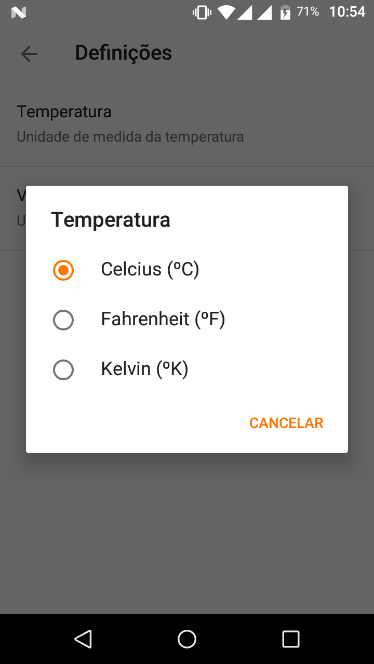 71% 10:54
Definições
Temperatura
Unidade de medida da temperatura
V
U
Temperatura
Celcius (ºC)
Fahrenheit (ºF)
Kelvin (ºK)
CANCELAR